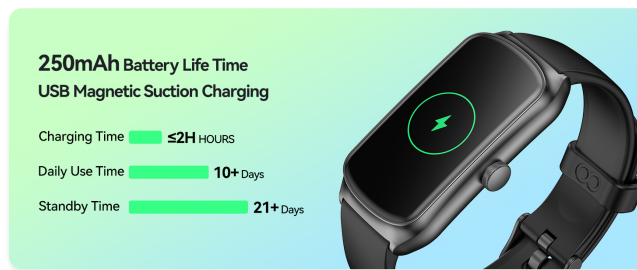 250mAh Battery Life Time
USB Magnetic Suction Charging
Charging Time ≤2H HOURS
Daily Use Time 10+ Days
Standby Time 21+ Days